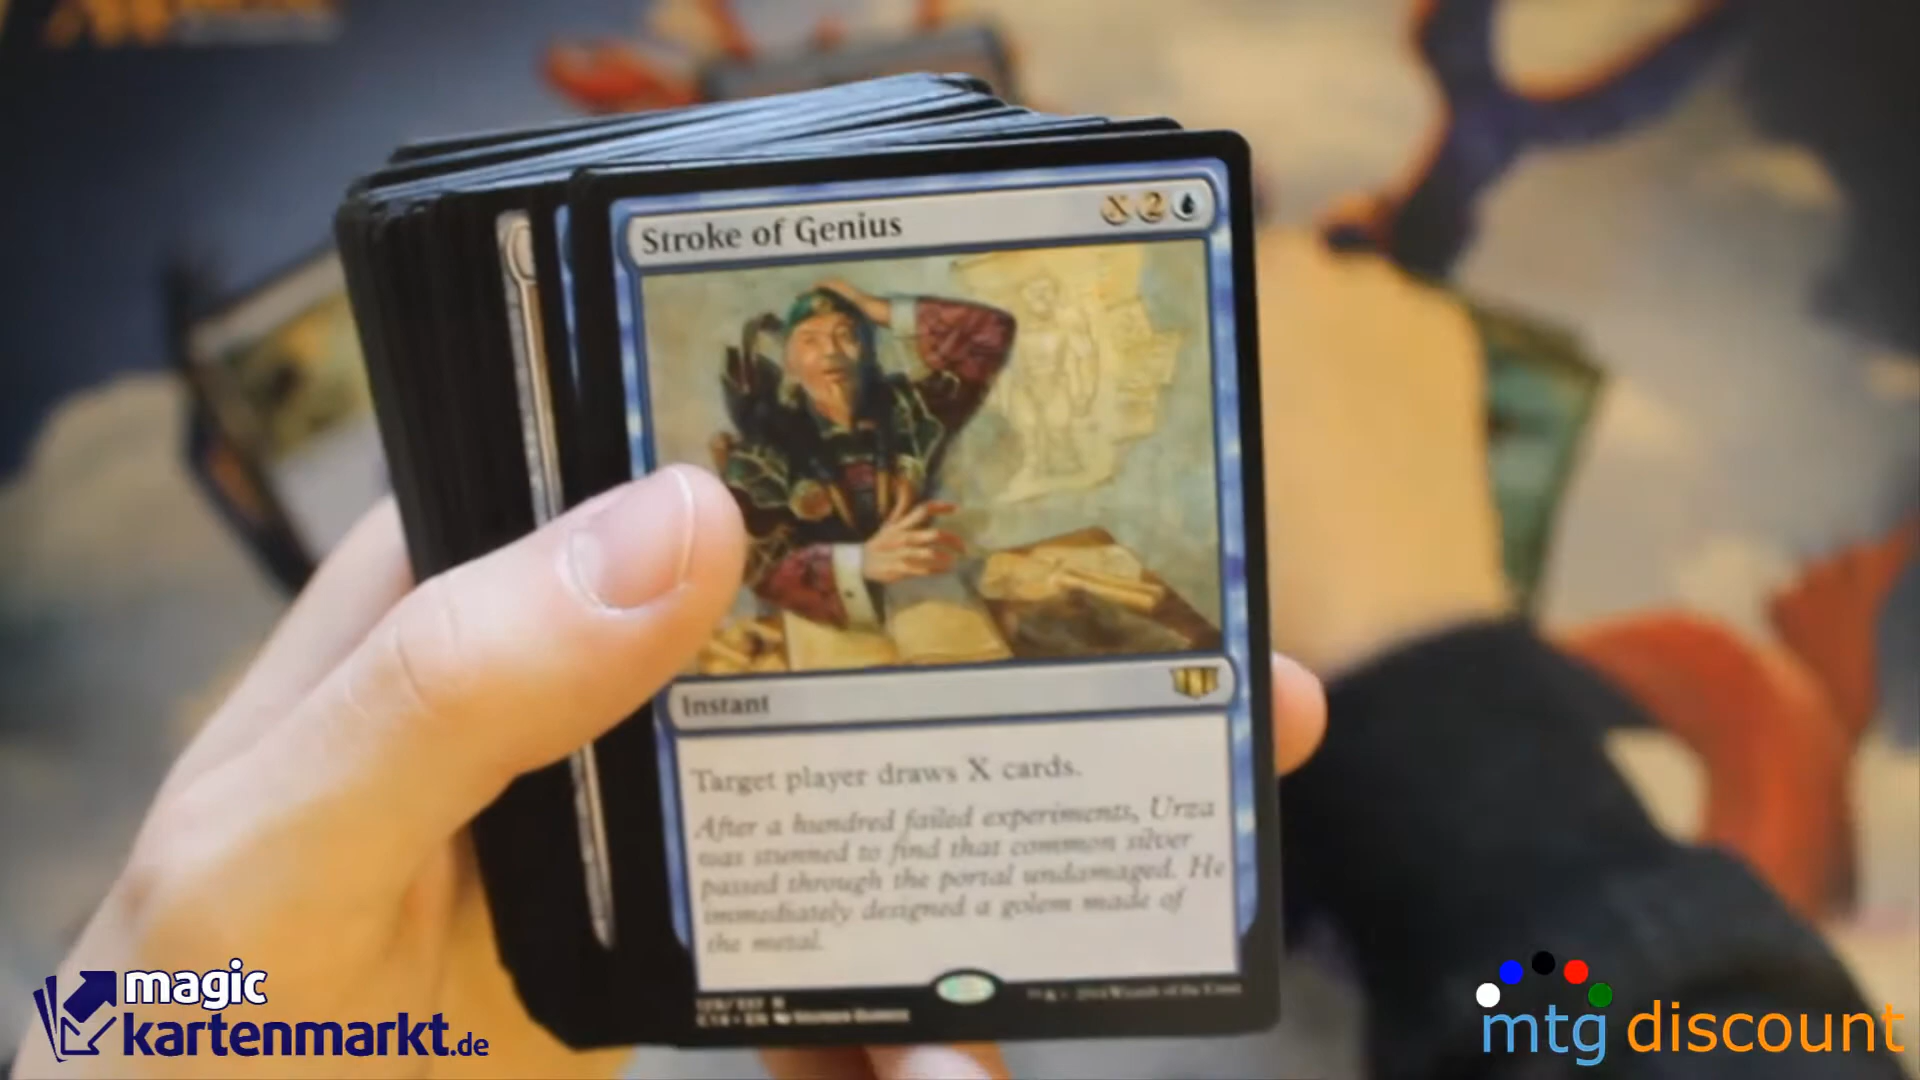 Stroke of Genius X 2
Instant
Target player draws X cards.
After a hundred failed experiments, Urza
was stunned to find that common silver
passed through the portal undamaged. He
immediately designed a golem made of
the metal.
magic
kartenmarkt.de
mtg discount